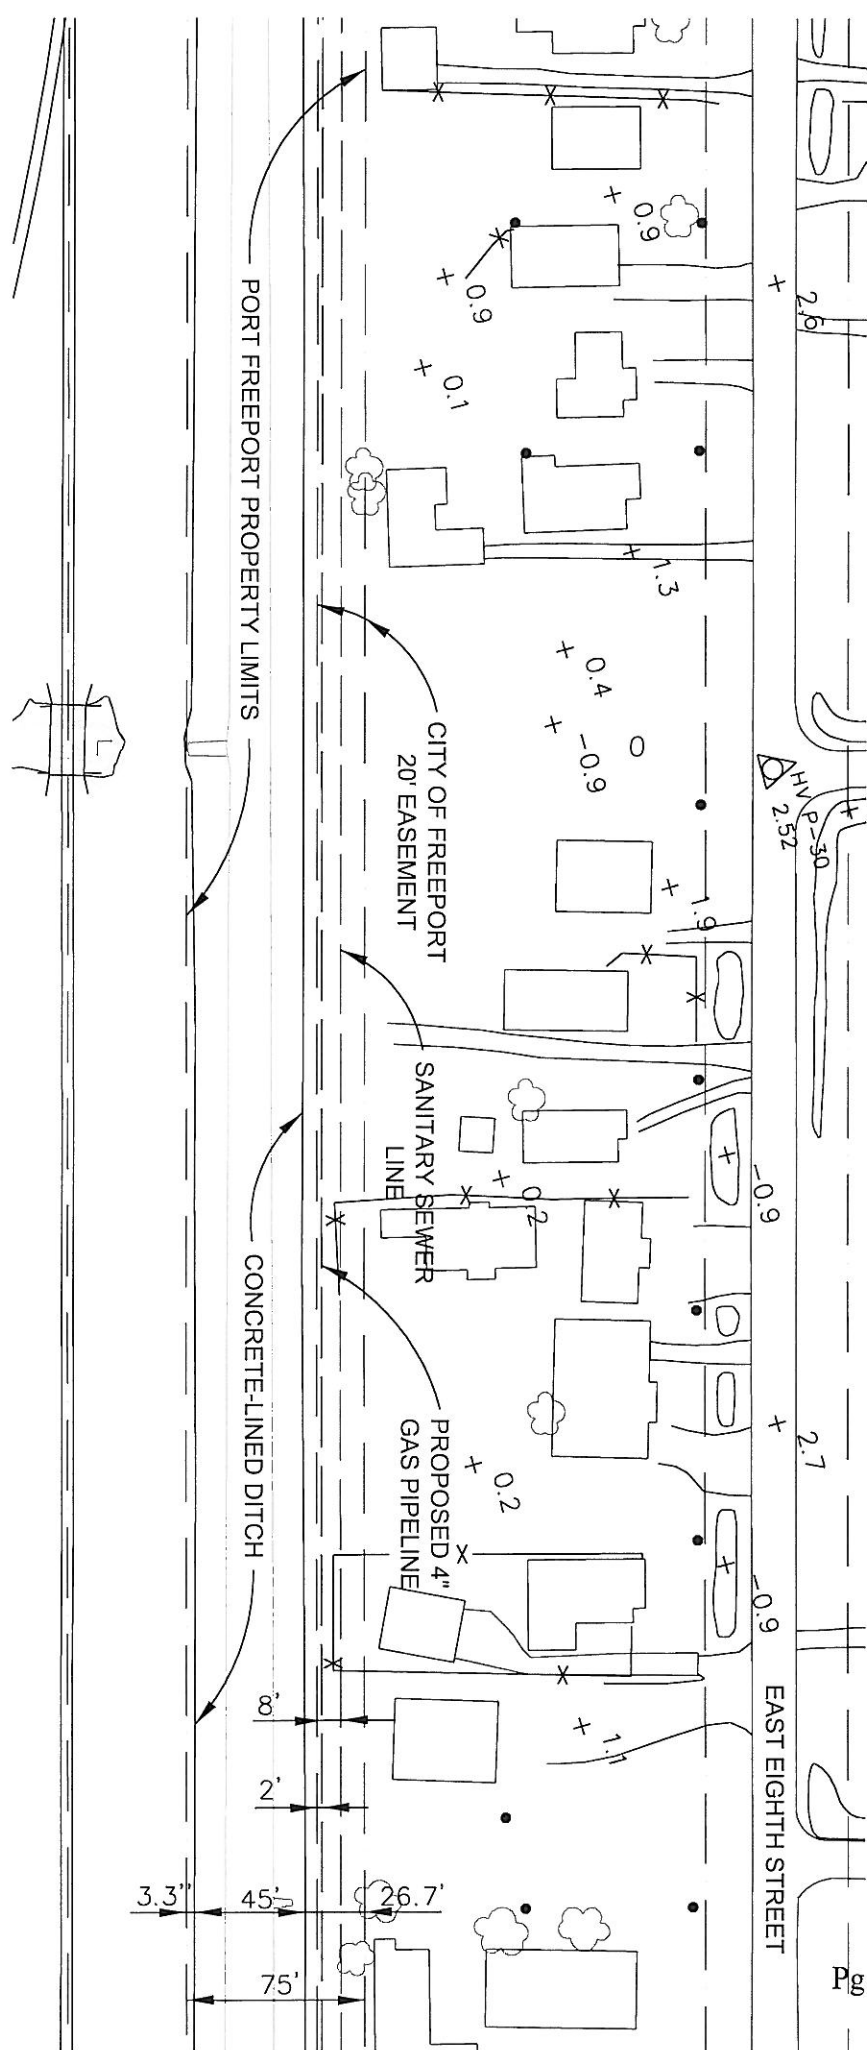 0.9
0.9
2.6
0.1
PORT FREEPORT PROPERTY LIMITS
1.3
0.4
-0.9
CITY OF FREEPORT
20' EASEMENT
HV P-30
2.52
1.9
SANITARY SEWER
LINE
0.2
-0.9
CONCRETE-LINED DITCH
PROPOSED 4"
GAS PIPELINE
0.2
2.7
-0.9
EAST EIGHTH STREET
1.1
8'
2'
3.3"
45'
26.7'
75'
Pg